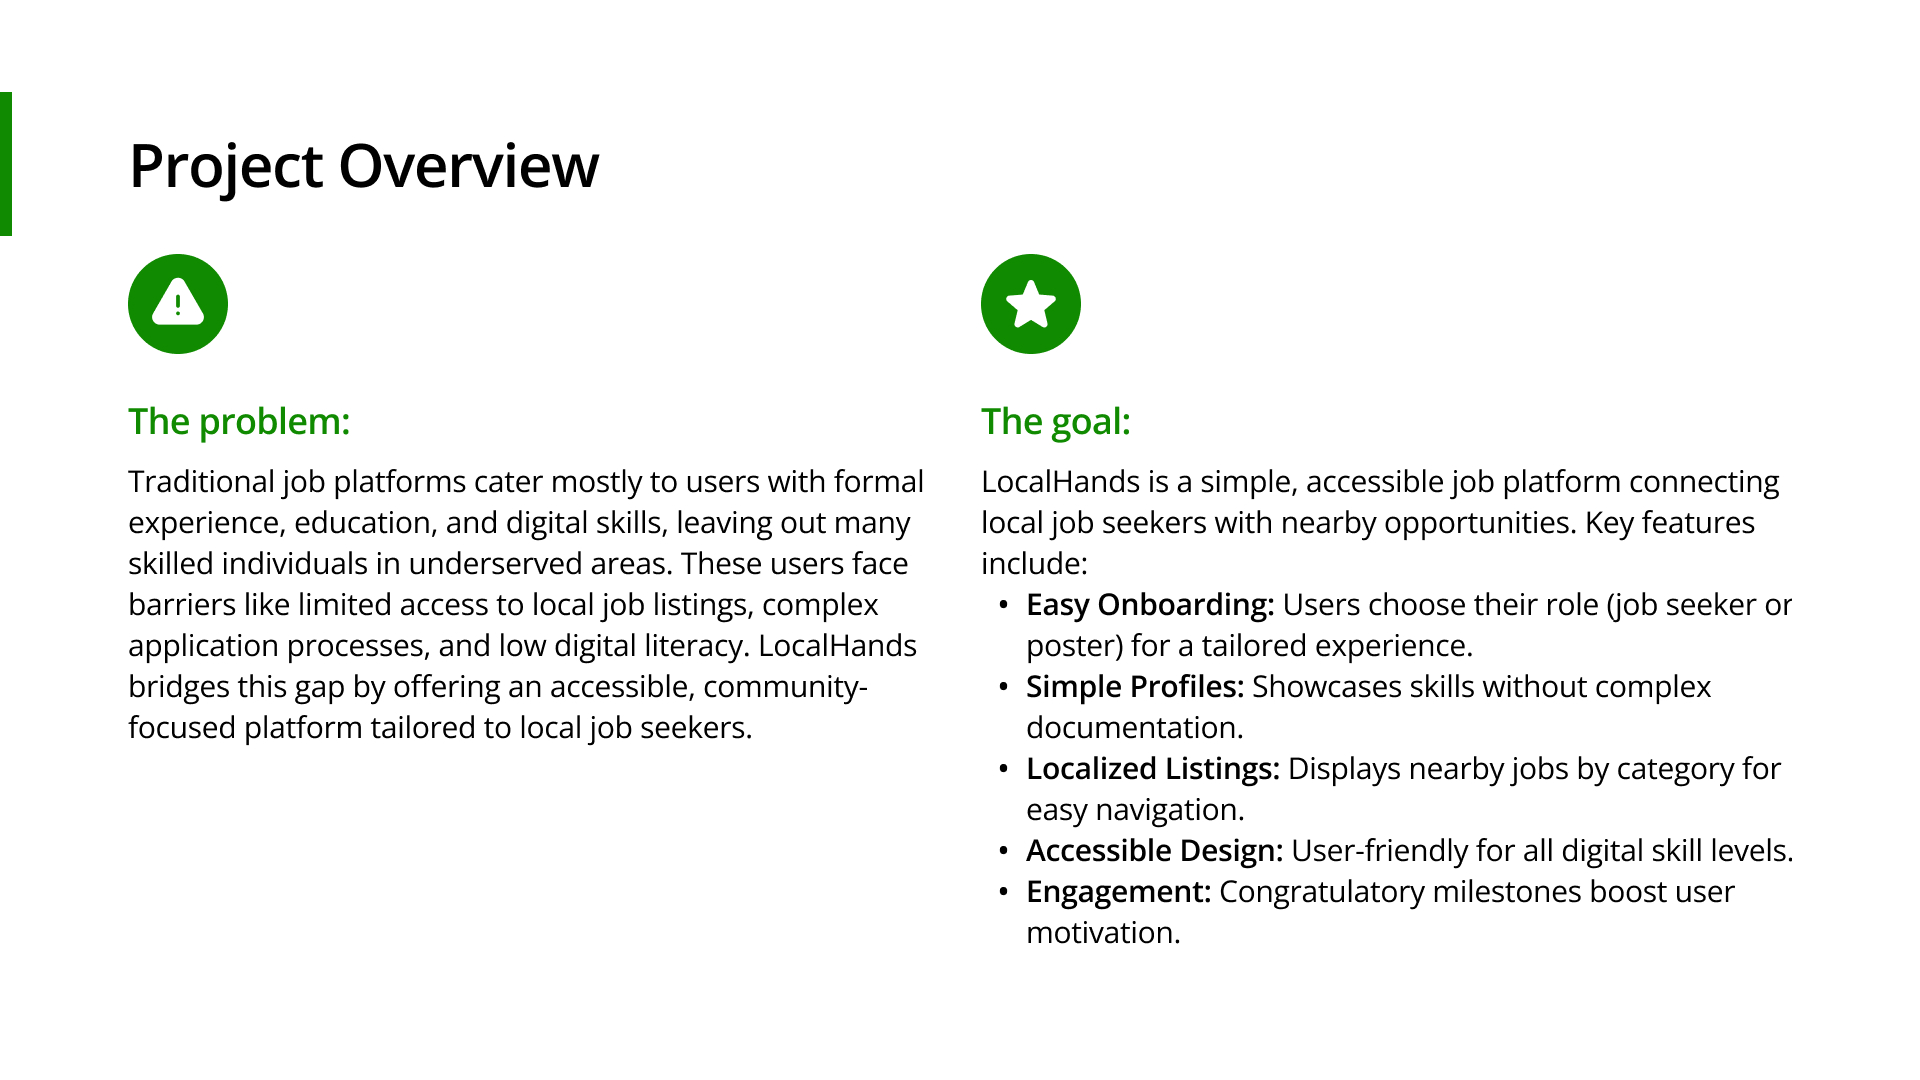 Project Overview
The problem:
Traditional job platforms cater mostly to users with formal
experience, education, and digital skills, leaving out many
skilled individuals in underserved areas. These users face
barriers like limited access to local job listings, complex
application processes, and low digital literacy. LocalHands
bridges this gap by offering an accessible, community-
focused platform tailored to local job seekers.
The goal:
LocalHands is a simple, accessible job platform connecting
local job seekers with nearby opportunities. Key features
include:
• Easy Onboarding: Users choose their role (job seeker or
poster) for a tailored experience.
• Simple Profiles: Showcases skills without complex
documentation.
• Localized Listings: Displays nearby jobs by category for
easy navigation.
• Accessible Design: User-friendly for all digital skill levels.
• Engagement: Congratulatory milestones boost user
motivation.